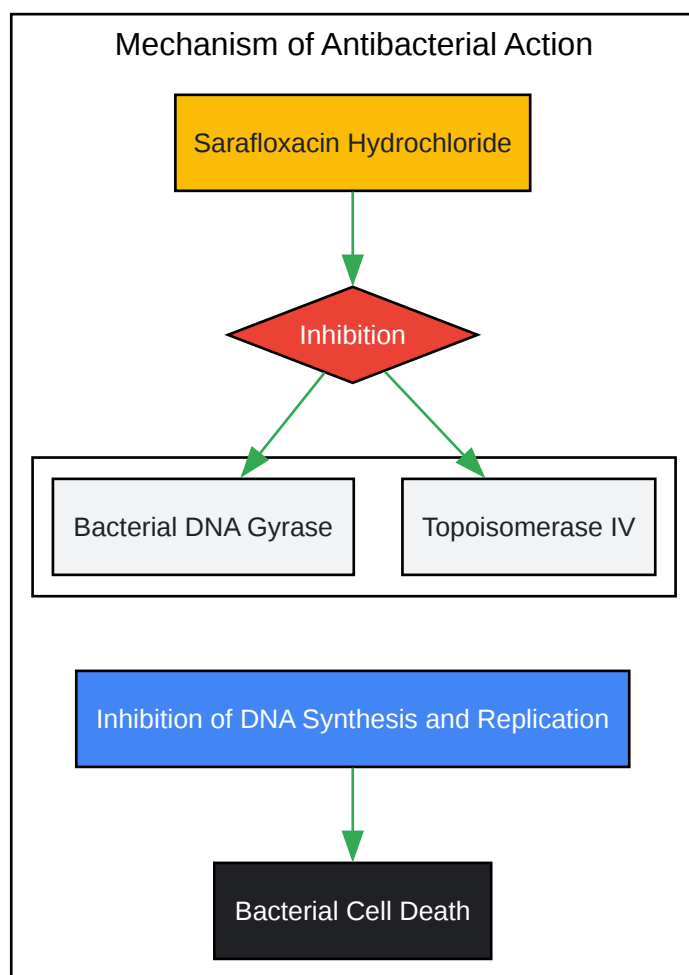 Mechanism of Antibacterial Action
Sarafloxacin Hydrochloride
Inhibition
Bacterial DNA Gyrase
Topoisomerase IV
Inhibition of DNA Synthesis and Replication
Bacterial Cell Death